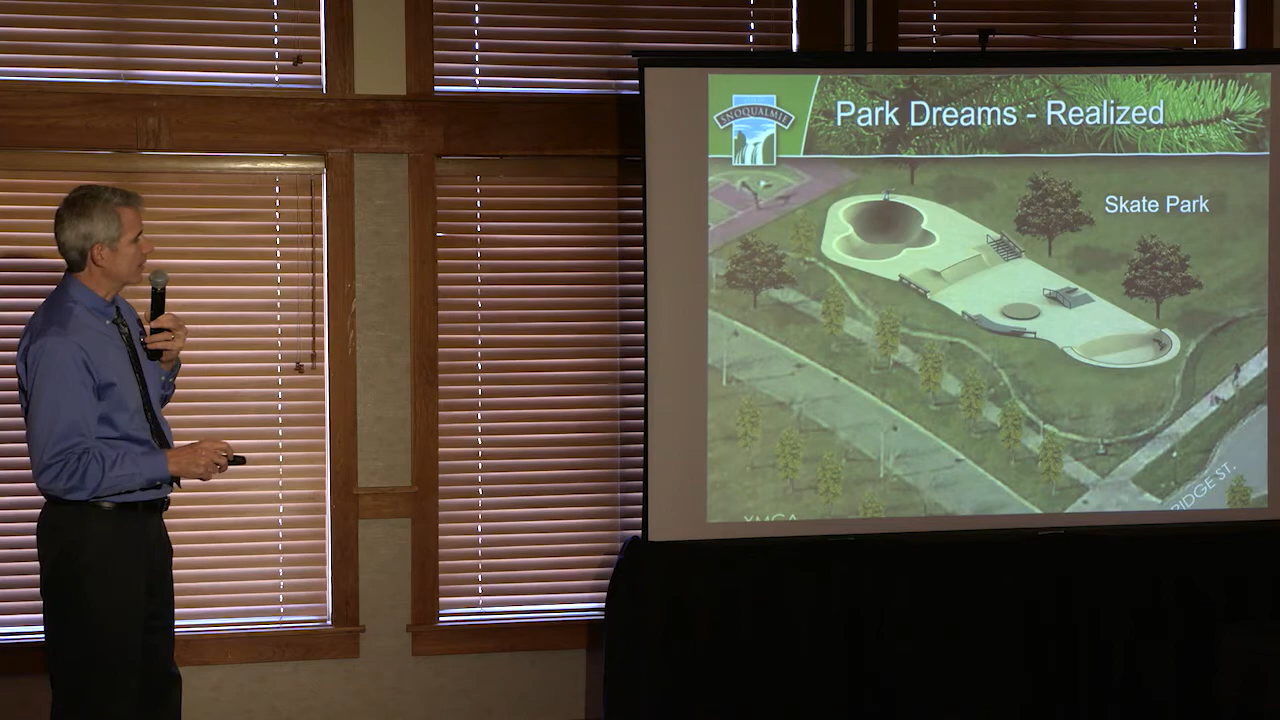 SNOQUALMIE
Park Dreams - Realized
Skate Park
YMCA
RIDGE ST.